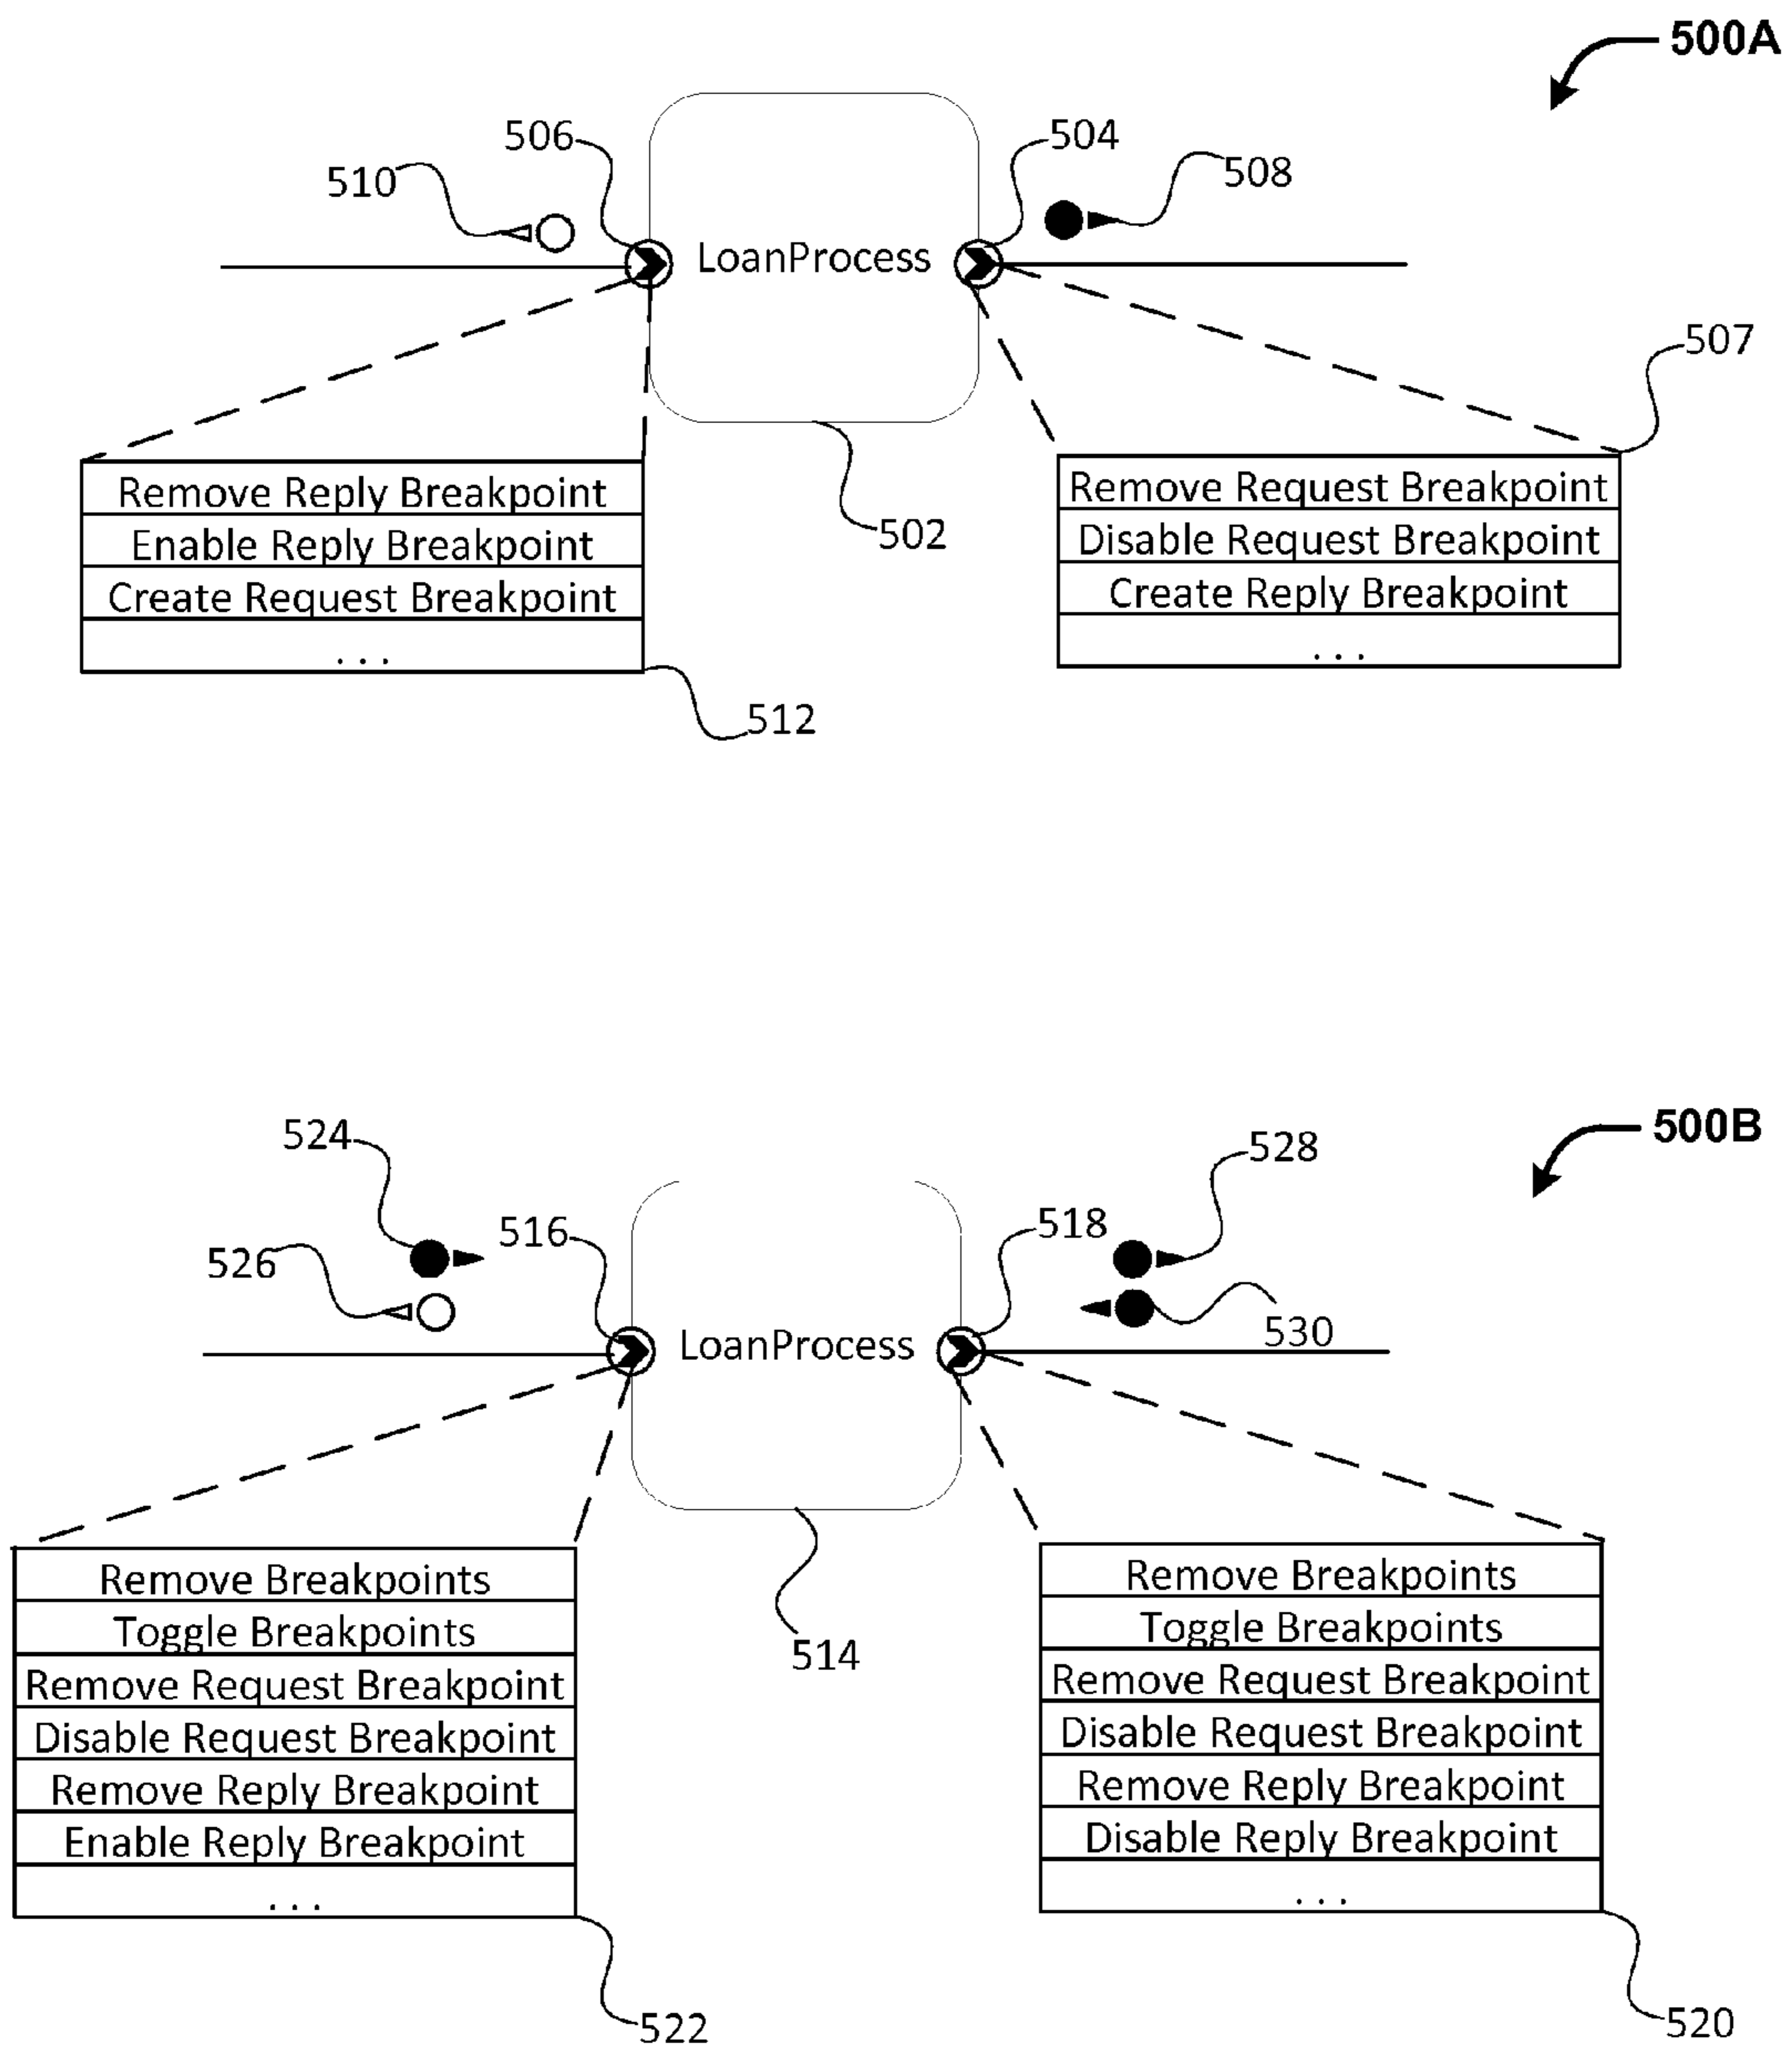 500A
506
504
510
508
LoanProcess
507
Remove Reply Breakpoint
Enable Reply Breakpoint
Create Request Breakpoint
. . .
502
Remove Request Breakpoint
Disable Request Breakpoint
Create Reply Breakpoint
. . .
512
500B
524
528
516
518
526
530
LoanProcess
Remove Breakpoints
Toggle Breakpoints
Remove Request Breakpoint
Disable Request Breakpoint
Remove Reply Breakpoint
Enable Reply Breakpoint
. . .
514
Remove Breakpoints
Toggle Breakpoints
Remove Request Breakpoint
Disable Request Breakpoint
Remove Reply Breakpoint
Disable Reply Breakpoint
. . .
522
520